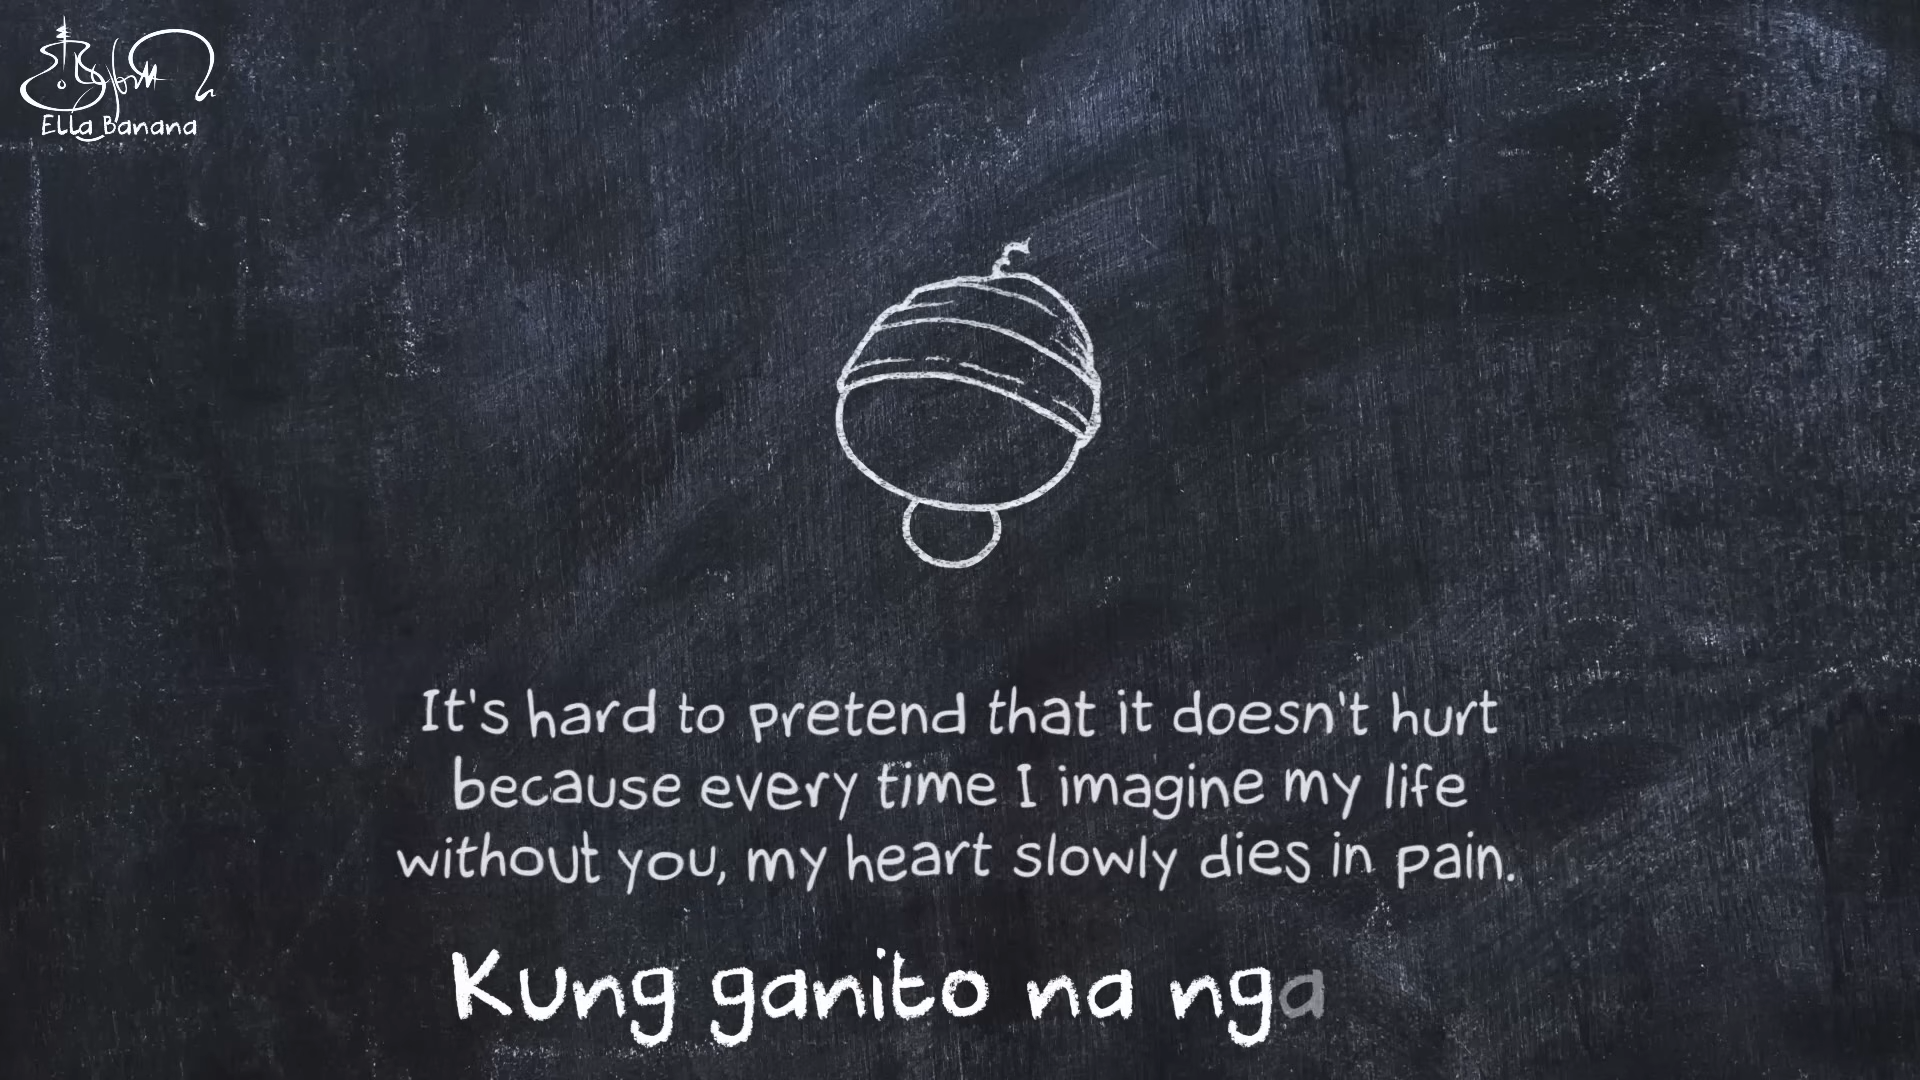 Ella Banana
It's hard to pretend that it doesn't hurt
because every time I imagine my life
without you, my heart slowly dies in pain.
Kung ganito na nga